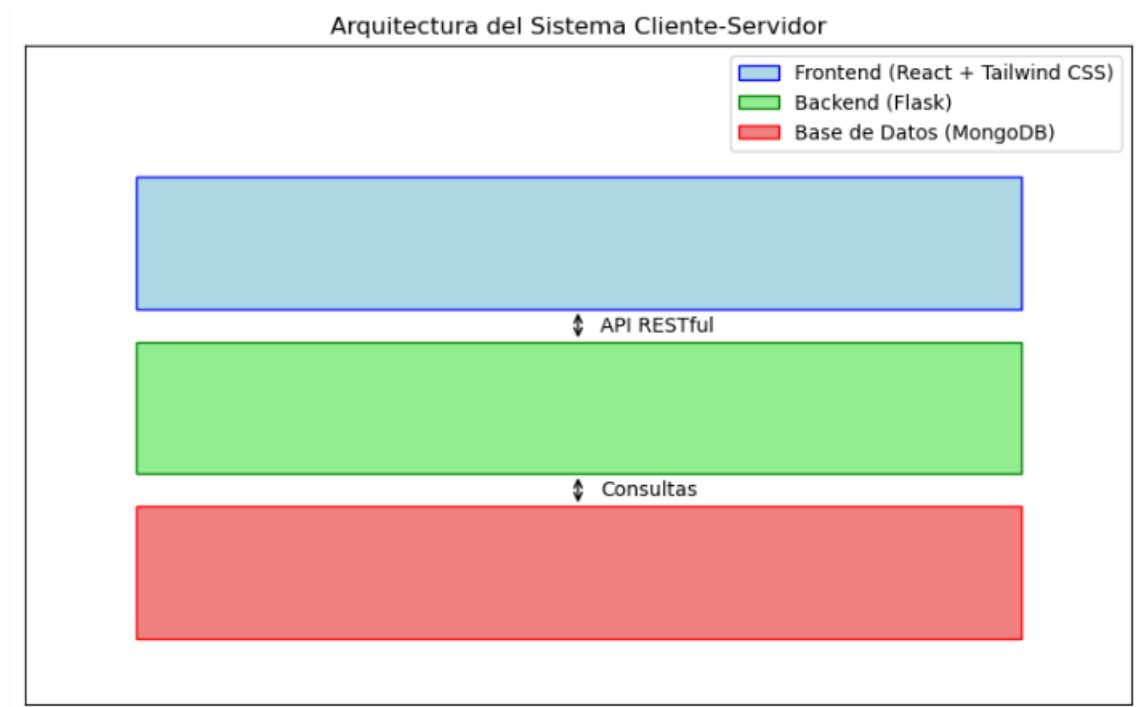 Arquitectura del Sistema Cliente-Servidor
Frontend (React + Tailwind CSS)
Backend (Flask)
Base de Datos (MongoDB)
API RESTful
Consultas